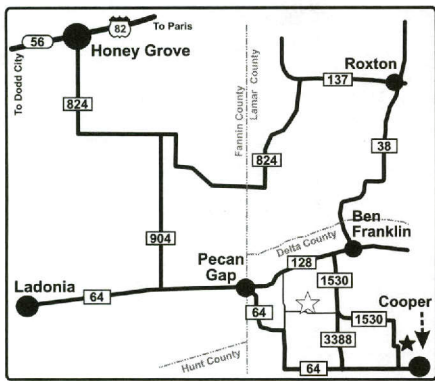 To Paris
82
56
Honey Grove
To Dodd City
Roxton
137
Fannin County
Lamar County
824
38
824
904
Ben
Franklin
Delta County
Pecan
Gap
128
Ladonia
1530
Cooper
64
64
1530
3388
Hunt County
64